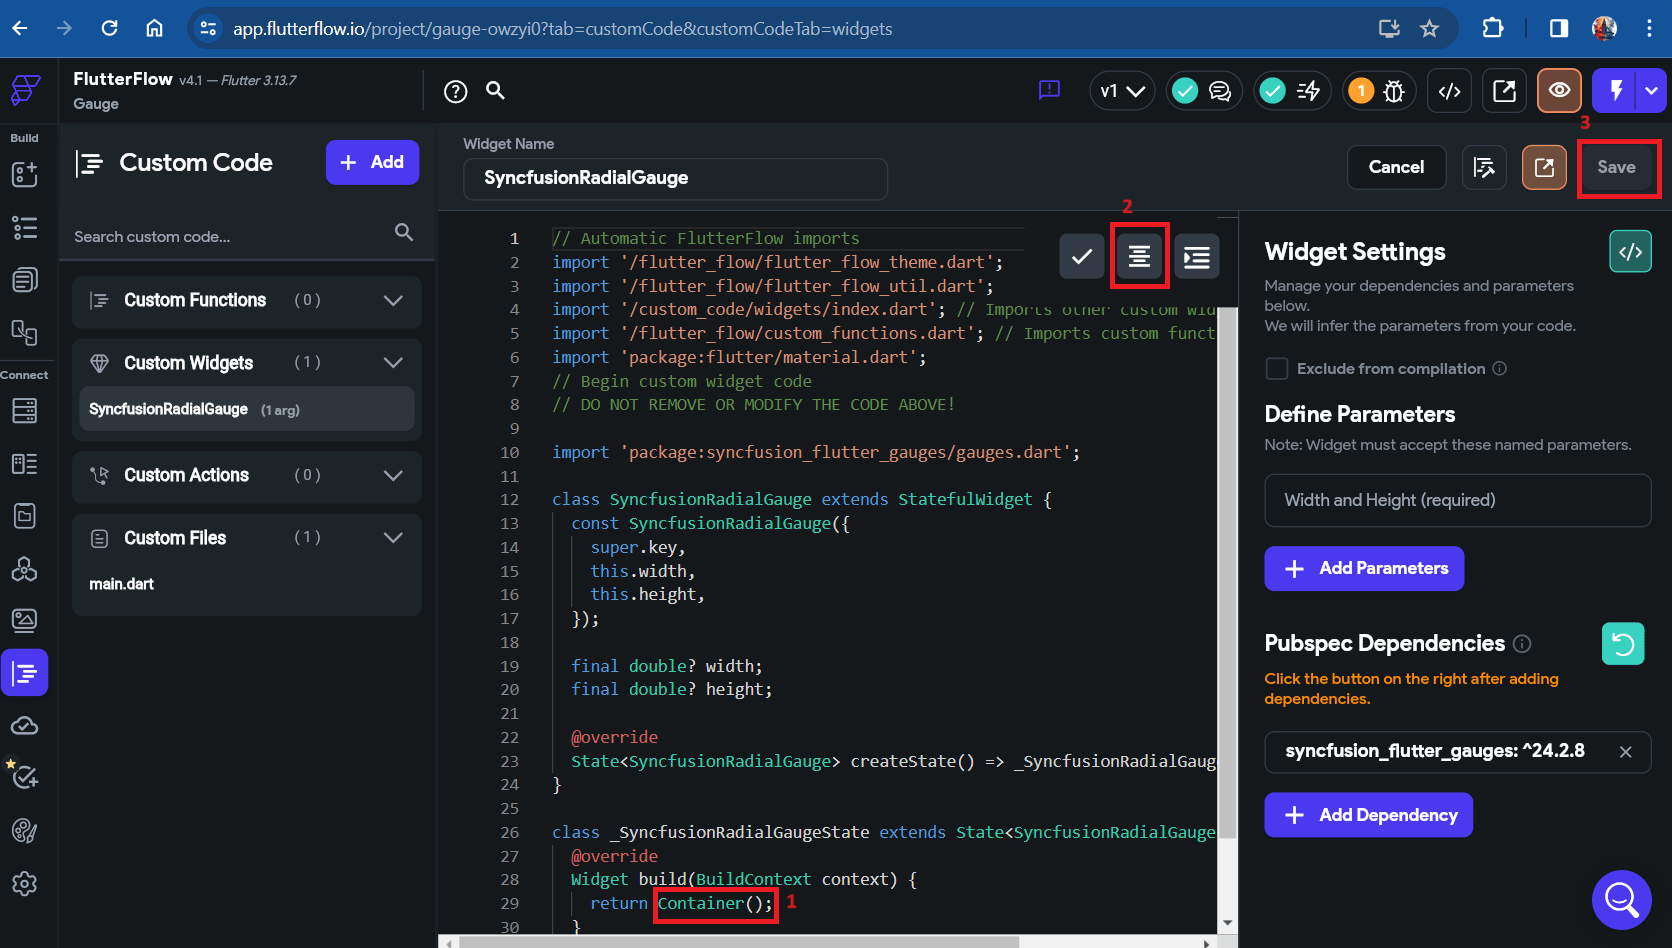 app.flutterflow.io/project/gauge-owzyi0?tab=customCode&customCodeTab=widgets
FlutterFlow v4.1 — Flutter 3.13.7
Gauge
v1
1
</>
3
Build
Connect
Custom Code
+ Add
Search custom code...
Custom Functions (0)
Custom Widgets (1)
SyncfusionRadialGauge (1 arg)
Custom Actions (0)
Custom Files (1)
main.dart
Widget Name
SyncfusionRadialGauge
Cancel
Save
2
1 // Automatic FlutterFlow imports
2 import '/flutter_flow/flutter_flow_theme.dart';
3 import '/flutter_flow/flutter_flow_util.dart';
4 import '/custom_code/widgets/index.dart'; // Imports other custom wid
5 import '/flutter_flow/custom_functions.dart'; // Imports custom funct
6 import 'package:flutter/material.dart';
7 // Begin custom widget code
8 // DO NOT REMOVE OR MODIFY THE CODE ABOVE!
9
10 import 'package:syncfusion_flutter_gauges/gauges.dart';
11
12 class SyncfusionRadialGauge extends StatefulWidget {
13 const SyncfusionRadialGauge({
14 super.key,
15 this.width,
16 this.height,
17 });
18
19 final double? width;
20 final double? height;
21
22 @override
23 State<SyncfusionRadialGauge> createState() => _SyncfusionRadialGaug
24 }
25
26 class _SyncfusionRadialGaugeState extends State<SyncfusionRadialGauge
27 @override
28 Widget build(BuildContext context) {
29 return Container(); 1
30 }
Widget Settings
</>
Manage your dependencies and parameters
below.
We will infer the parameters from your code.
Exclude from compilation
Define Parameters
Note: Widget must accept these named parameters.
Width and Height (required)
+ Add Parameters
Pubspec Dependencies
Click the button on the right after adding
dependencies.
syncfusion_flutter_gauges: ^24.2.8
+ Add Dependency